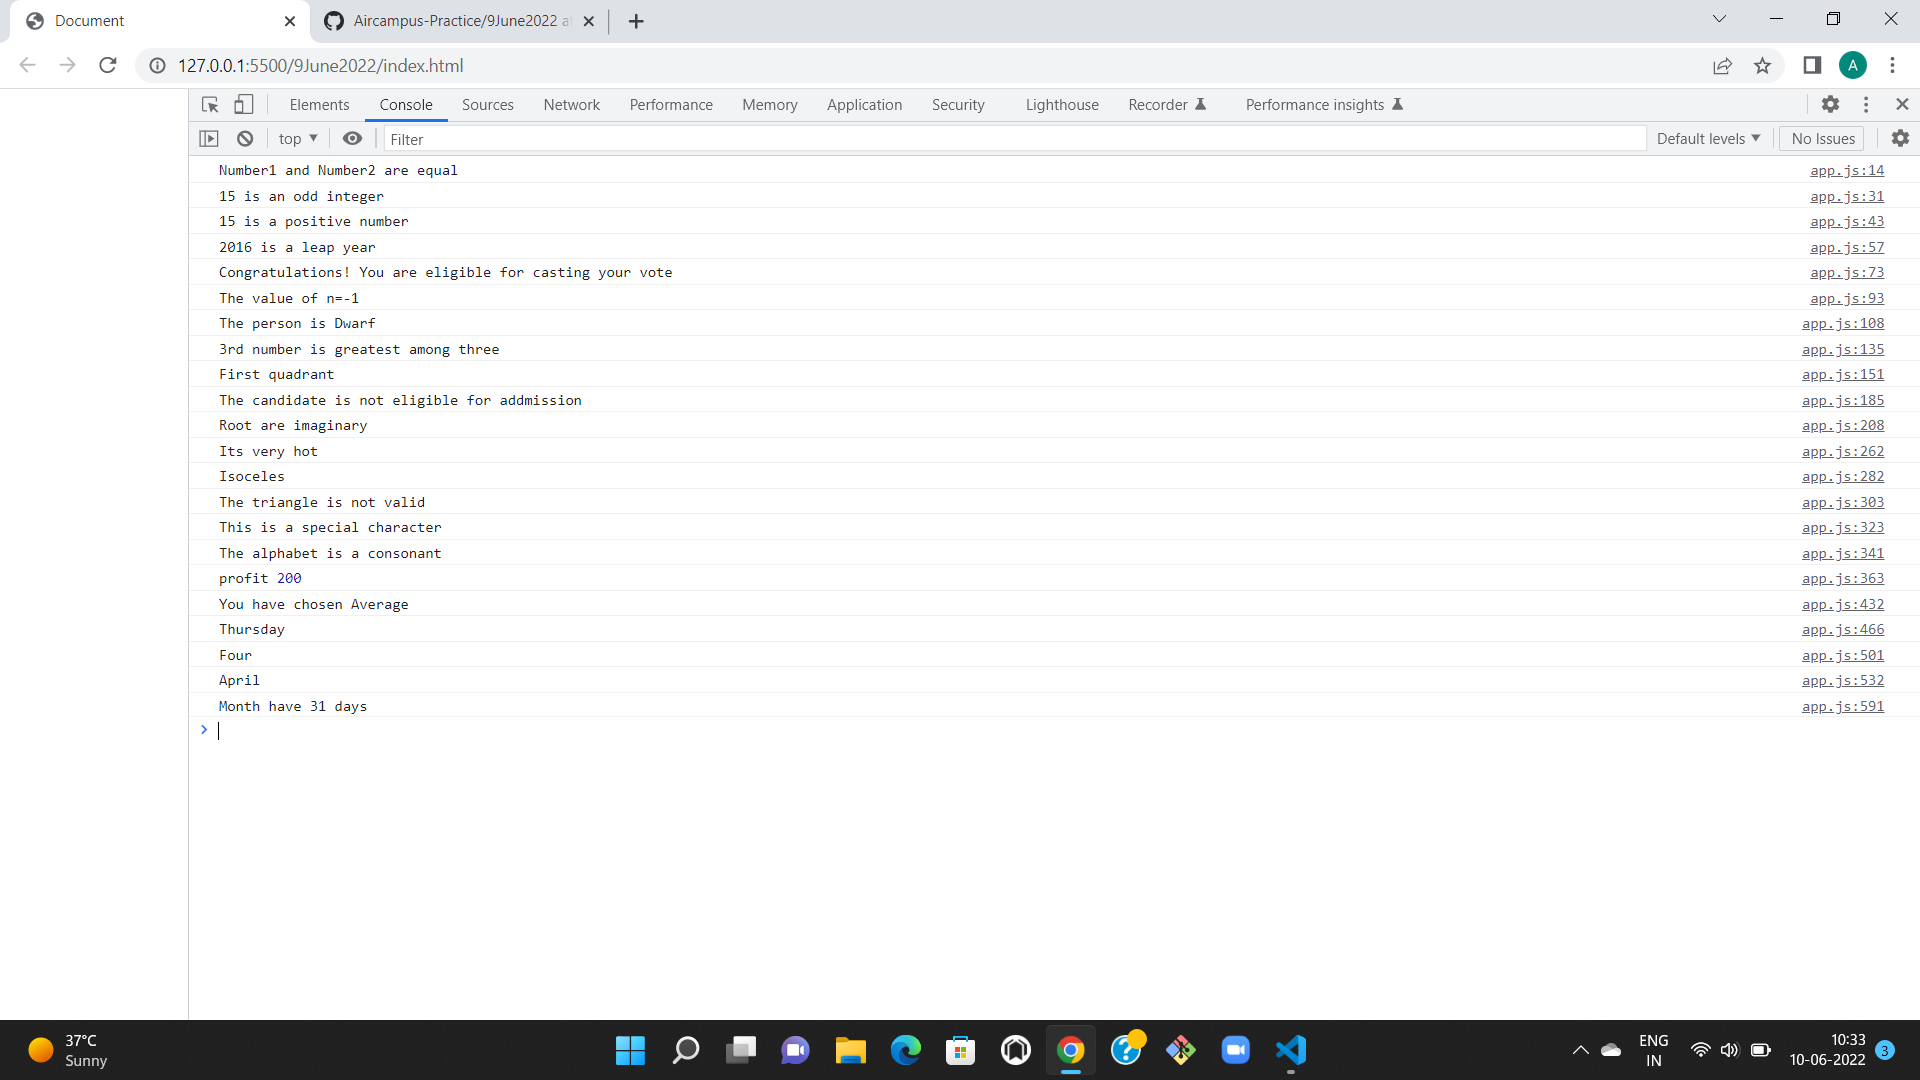 Document
Aircampus-Practice/9June2022 a
127.0.0.1:5500/9June2022/index.html
A
Elements Console Sources Network Performance Memory Application Security Lighthouse Recorder Performance insights
top Filter Default levels No Issues
Number1 and Number2 are equal app.js:14
15 is an odd integer app.js:31
15 is a positive number app.js:43
2016 is a leap year app.js:57
Congratulations! You are eligible for casting your vote app.js:73
The value of n=-1 app.js:93
The person is Dwarf app.js:108
3rd number is greatest among three app.js:135
First quadrant app.js:151
The candidate is not eligible for addmission app.js:185
Root are imaginary app.js:208
Its very hot app.js:262
Isoceles app.js:282
The triangle is not valid app.js:303
This is a special character app.js:323
The alphabet is a consonant app.js:341
profit 200 app.js:363
You have chosen Average app.js:432
Thursday app.js:466
Four app.js:501
April app.js:532
Month have 31 days app.js:591
37°C
Sunny
ENG
IN
10:33
10-06-2022
3